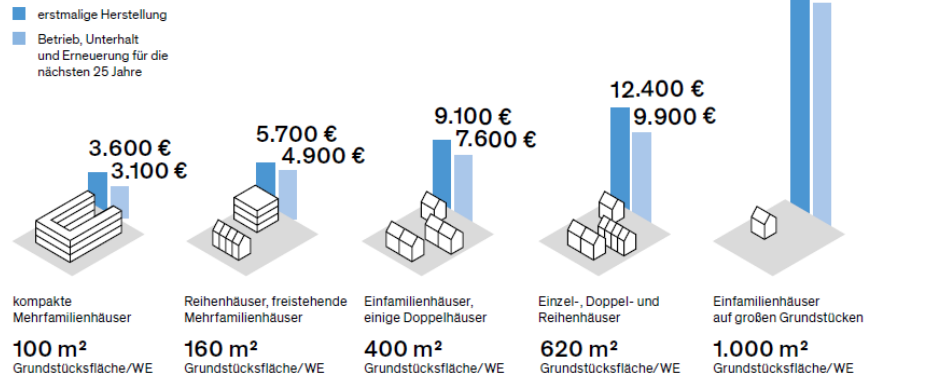 erstmalige Herstellung
Betrieb, Unterhalt
und Erneuerung für die
nächsten 25 Jahre
3.600 €
3.100 €
5.700 €
4.900 €
9.100 €
7.600 €
12.400 €
9.900 €
kompakte
Mehrfamilienhäuser
100 m²
Grundstücksfläche/WE
Reihenhäuser, freistehende
Mehrfamilienhäuser
160 m²
Grundstücksfläche/WE
Einfamilienhäuser,
einige Doppelhäuser
400 m²
Grundstücksfläche/WE
Einzel-, Doppel- und
Reihenhäuser
620 m²
Grundstücksfläche/WE
Einfamilienhäuser
auf großen Grundstücken
1.000 m²
Grundstücksfläche/WE